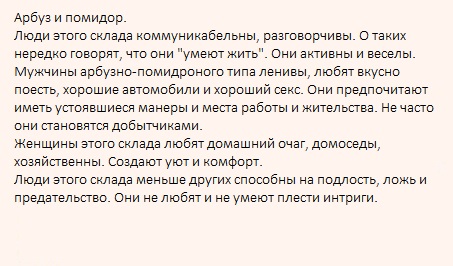 Арбуз и помидор.
Люди этого склада коммуникабельны, разговорчивы. О таких
нередко говорят, что они "умеют жить". Они активны и веселы.
Мужчины арбузно-помидроного типа ленивы, любят вкусно
поесть, хорошие автомобили и хороший секс. Они предпочитают
иметь устоявшиеся манеры и места работы и жительства. Не часто
они становятся добытчиками.
Женщины этого склада любят домашний очаг, домоседы,
хозяйственны. Создают уют и комфорт.
Люди этого склада меньше других способны на подлость, ложь и
предательство. Они не любят и не умеют плести интриги.